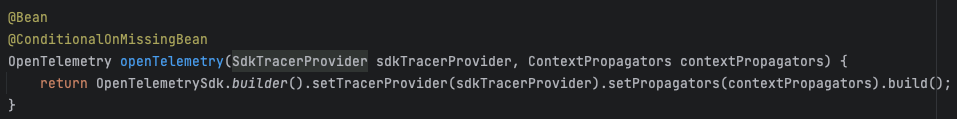 @Bean
@ConditionalOnMissingBean
OpenTelemetry openTelemetry(SdkTracerProvider sdkTracerProvider, ContextPropagators contextPropagators) {
    return OpenTelemetrySdk.builder().setTracerProvider(sdkTracerProvider).setPropagators(contextPropagators).build();
}